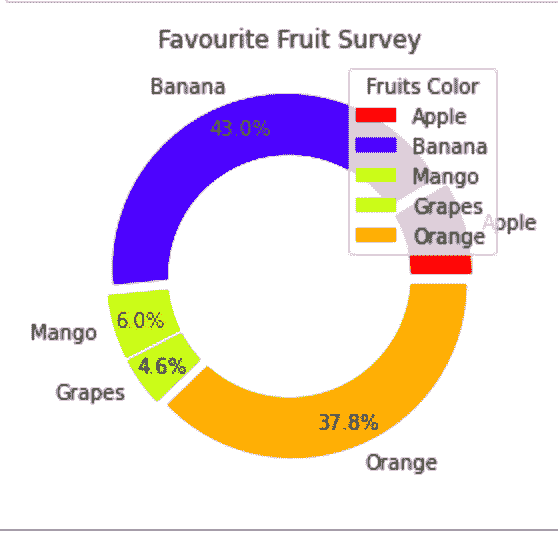 Favourite Fruit Survey
Banana
Fruits Color
Apple
Banana
Mango
Grapes
Orange
43.0%
Apple
Mango
6.0%
4.6%
Grapes
37.8%
Orange